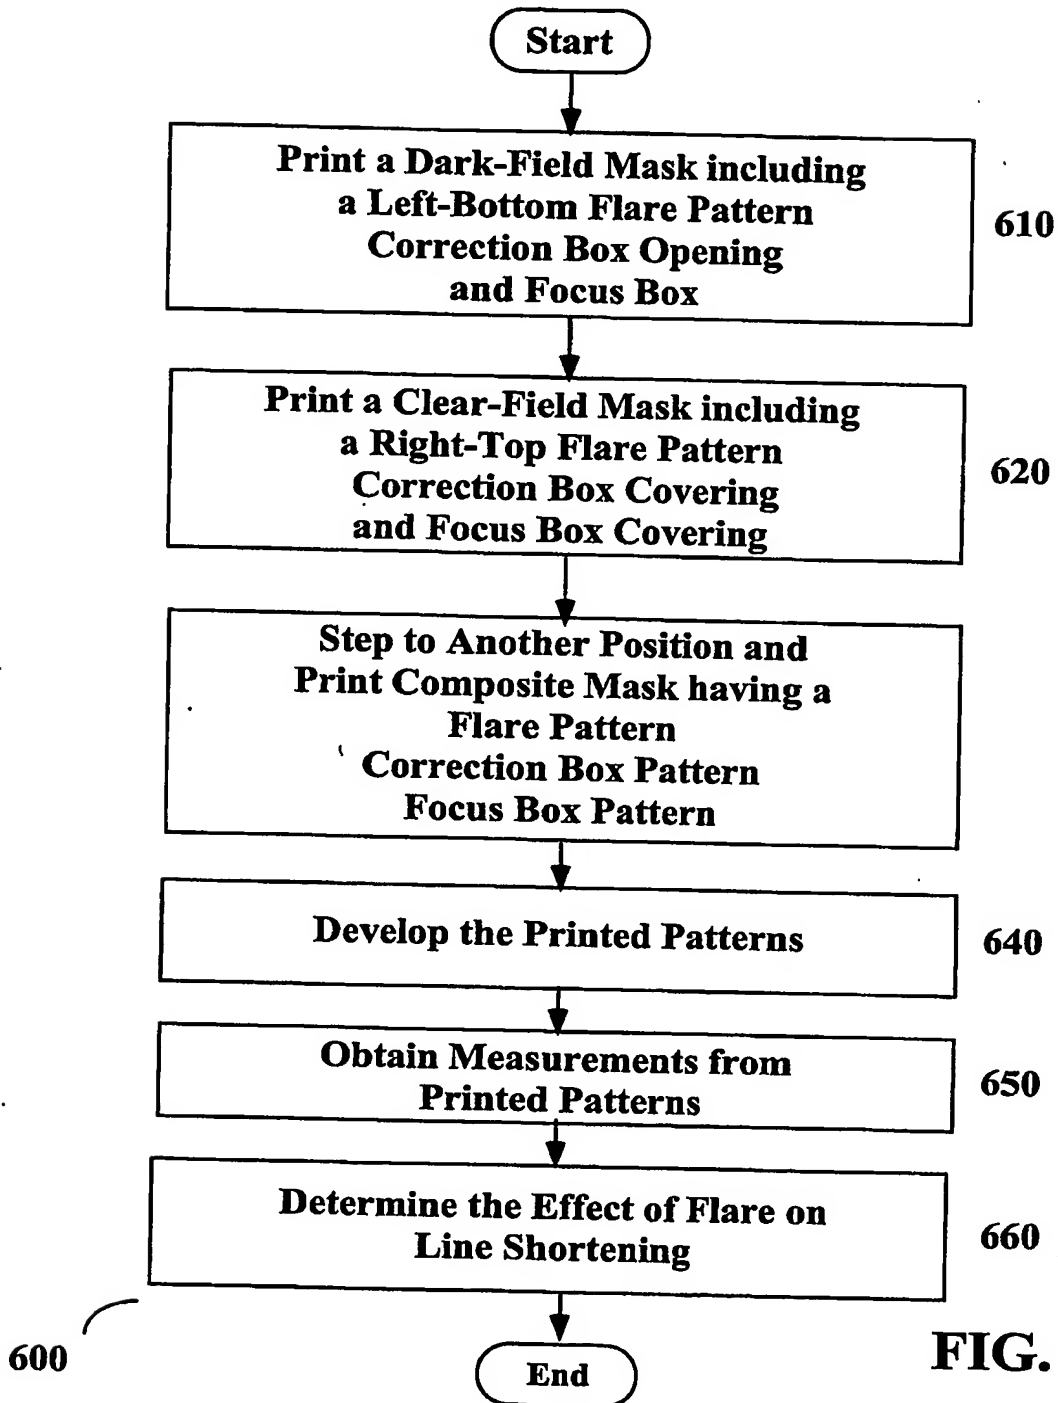 Start
Print a Dark-Field Mask including
a Left-Bottom Flare Pattern
Correction Box Opening
and Focus Box
610
Print a Clear-Field Mask including
a Right-Top Flare Pattern
Correction Box Covering
and Focus Box Covering
620
Step to Another Position and
Print Composite Mask having a
Flare Pattern
Correction Box Pattern
Focus Box Pattern
Develop the Printed Patterns
640
Obtain Measurements from
Printed Patterns
650
Determine the Effect of Flare on
Line Shortening
660
600
End
FIG.